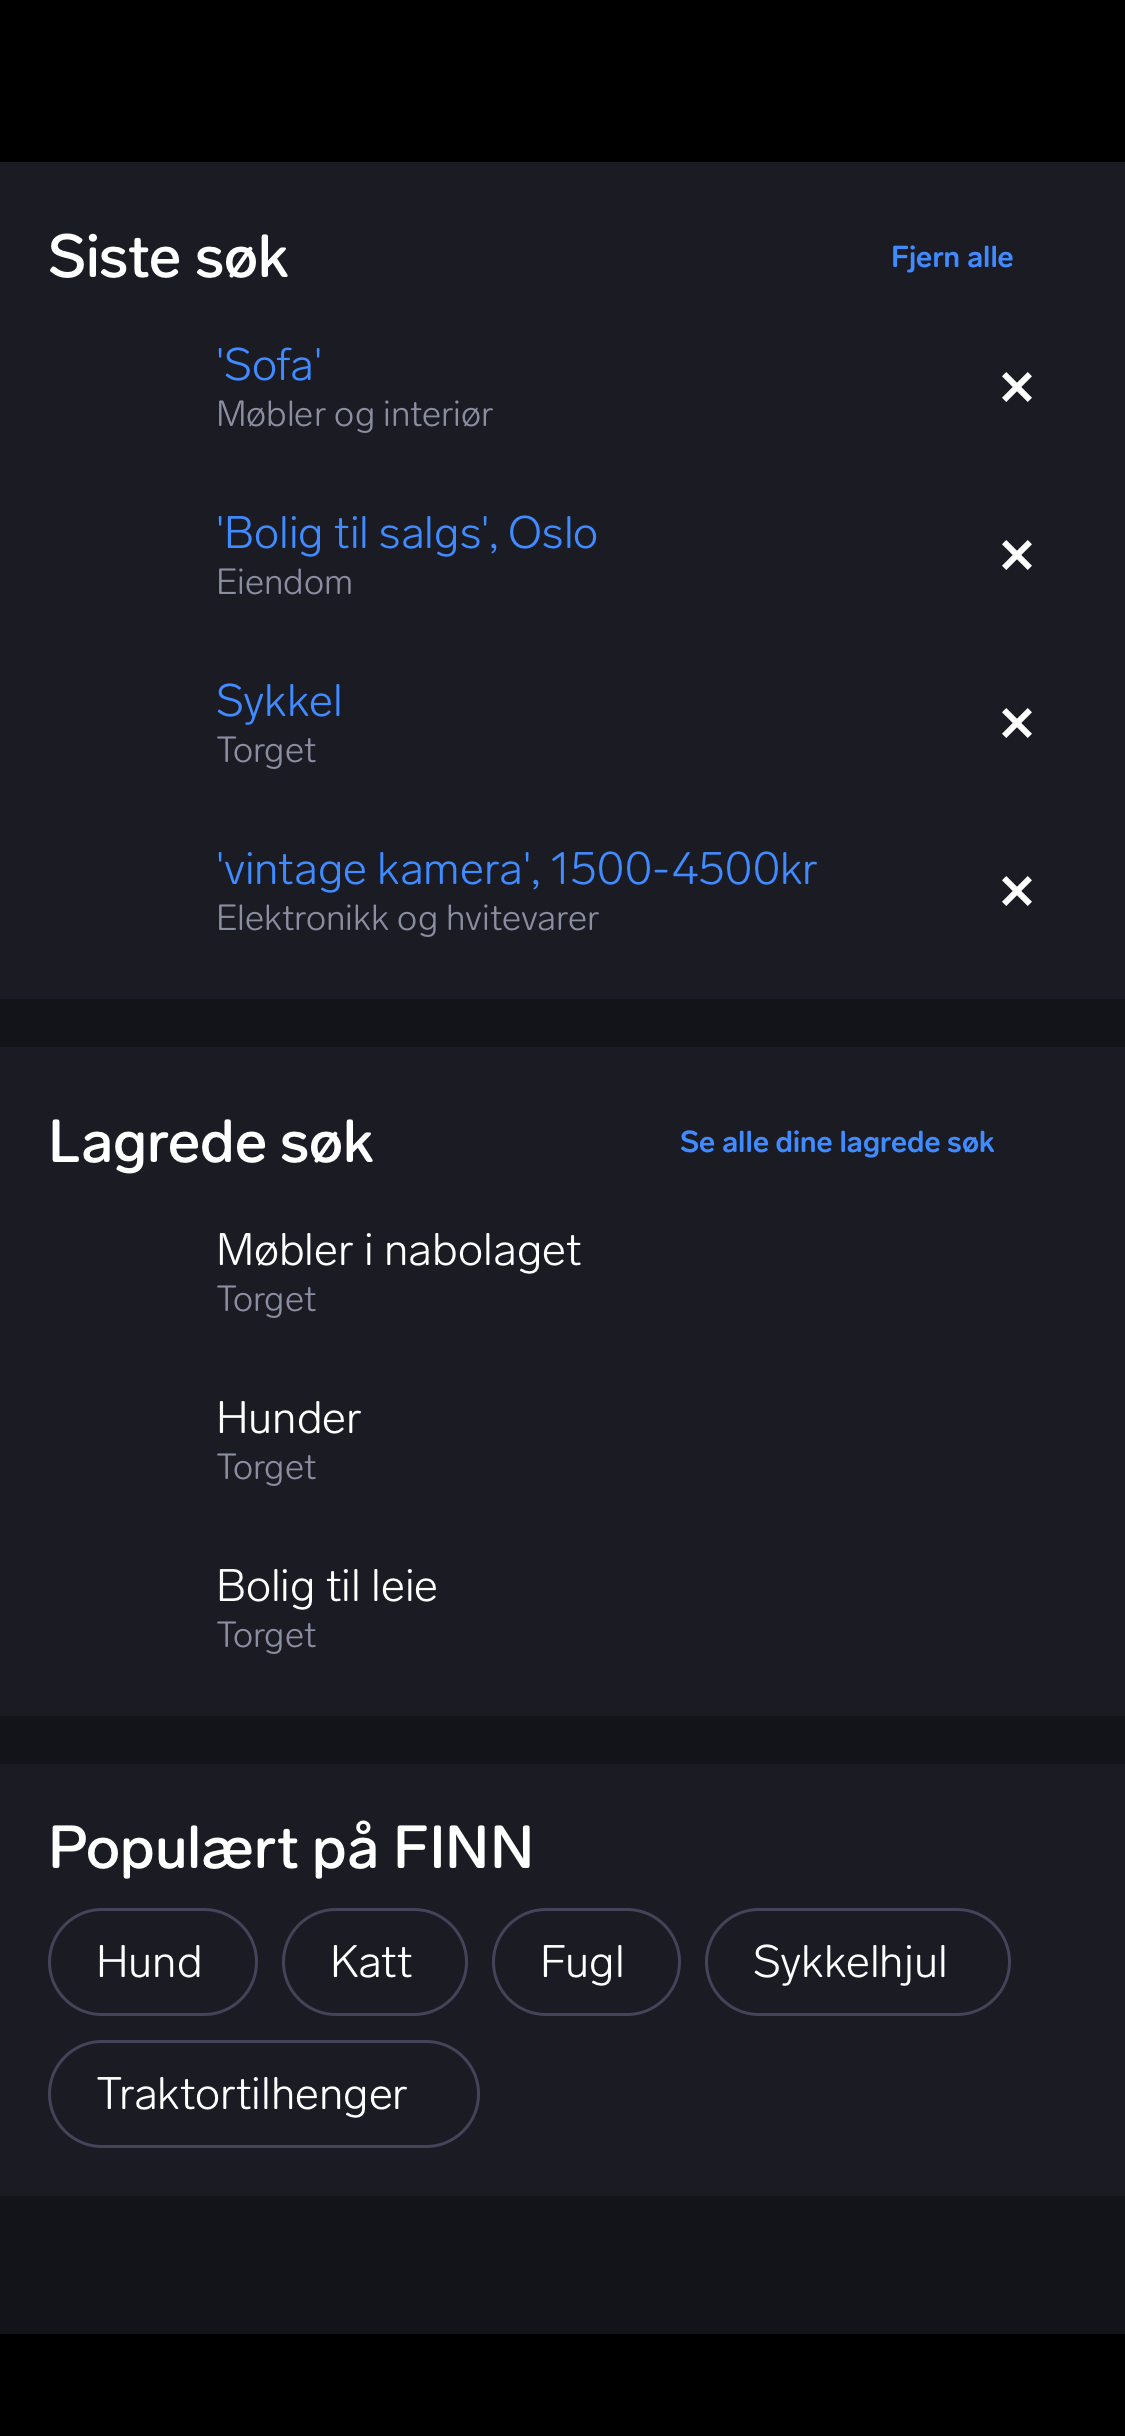 Siste søk
Fjern alle
'Sofa'
Møbler og interiør
'Bolig til salgs', Oslo
Eiendom
Sykkel
Torget
'vintage kamera', 1500-4500kr
Elektronikk og hvitevarer
Lagrede søk
Se alle dine lagrede søk
Møbler i nabolaget
Torget
Hunder
Torget
Bolig til leie
Torget
Populært på FINN
Hund Katt Fugl Sykkelhjul
Traktortilhenger